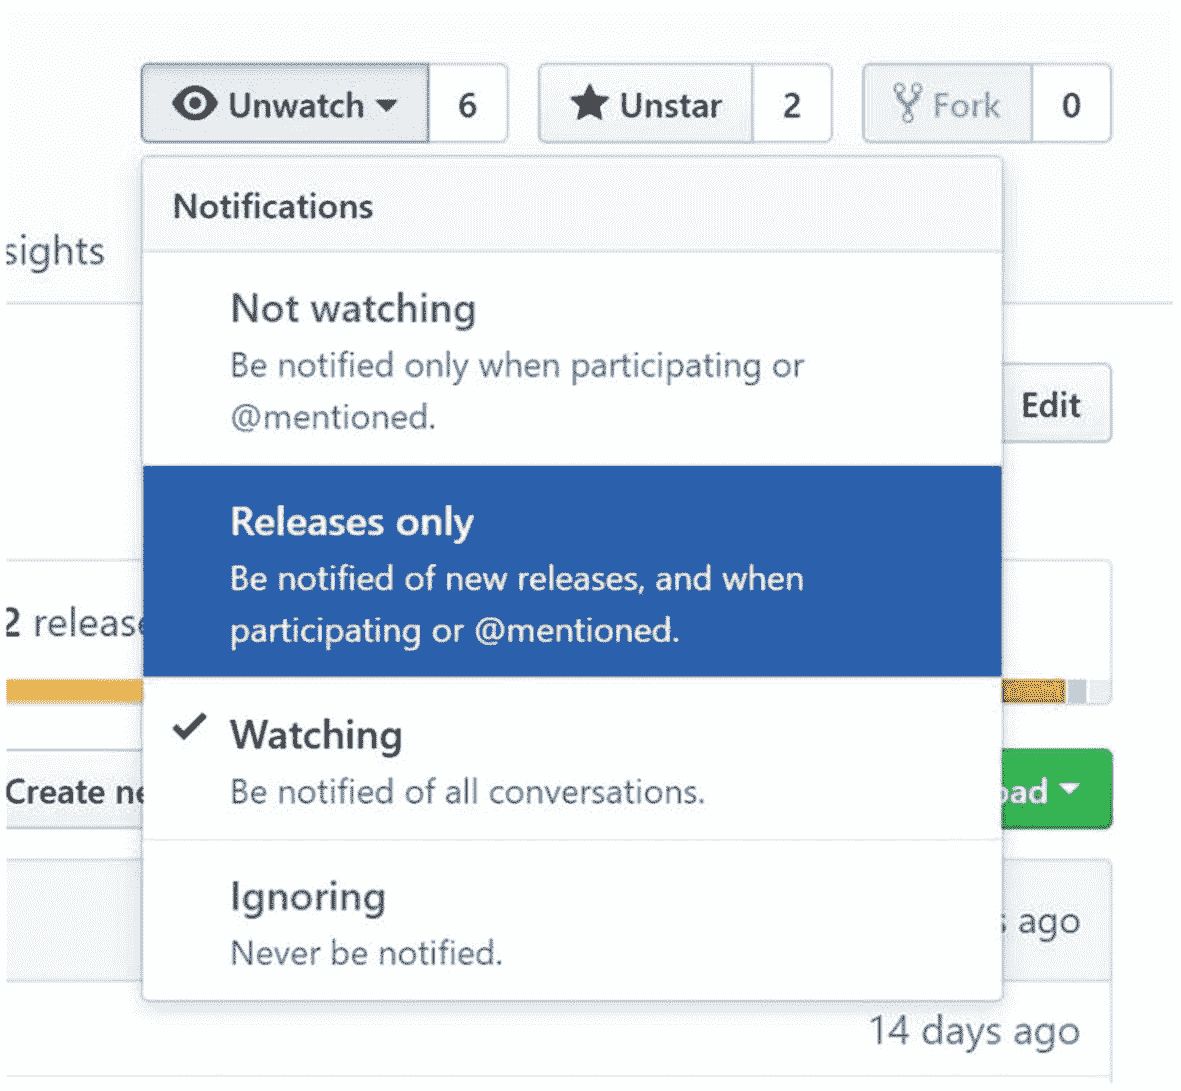 Unwatch 6 Unstar 2 Fork 0
Notifications
sights
Not watching
Be notified only when participating or
@mentioned.
Edit
Releases only
Be notified of new releases, and when
participating or @mentioned.
2 release
Watching
Be notified of all conversations.
Create ne
oad
Ignoring
Never be notified.
s ago
14 days ago